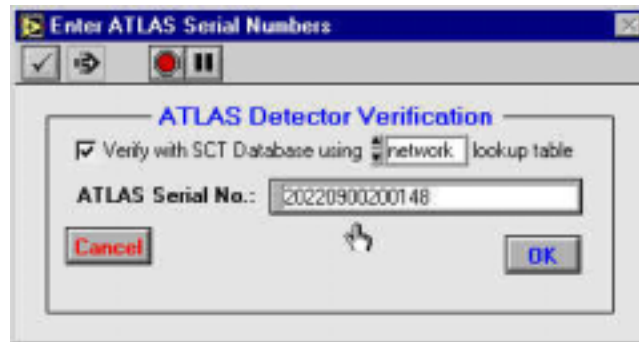 Enter ATLAS Serial Numbers
ATLAS Detector Verification
Verify with SCT Database using network lookup table
ATLAS Serial No.: 20220900200148
Cancel
OK